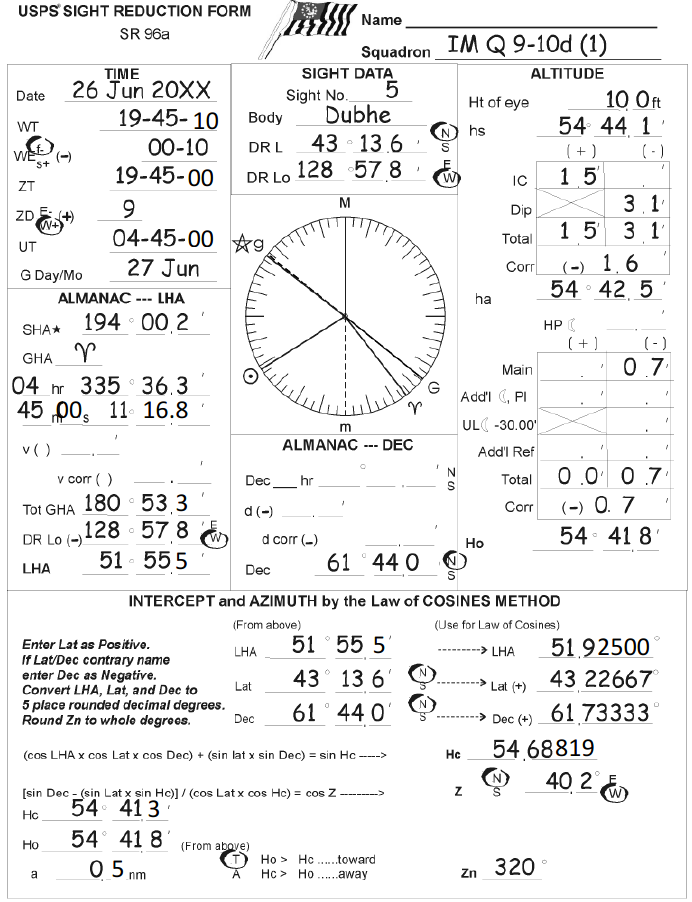 USPS® SIGHT REDUCTION FORM
SR 96a
Name
Squadron IM Q 9-10d (1)
TIME
Date 26 Jun 20XX
WT 19-45-10
WE f- s+ (-) 00-10
ZT 19-45-00
ZD E- W+ (+) 9
UT 04-45-00
G Day/Mo 27 Jun
SIGHT DATA
Sight No. 5
Body Dubhe
DR L 43° 13.6' N S
DR Lo 128° 57.8' E W
ALTITUDE
Ht of eye 10.0 ft
hs 54° 44.1'
(+) (-)
IC 1.5' .'
Dip 3.1'
Total 1.5' 3.1'
Corr (-) 1.6'
ha 54° 42.5'
HP ☾ .'
(+) (-)
Main .' 0.7'
Add'l ☾, Pl .' .'
UL☾ -30.00' .'
Add'l Ref .' .'
Total 0.0' 0.7'
Corr (-) 0.7'
Ho 54° 41.8'
M
☆g
☉
G
♈
m
ALMANAC --- LHA
SHA★ 194° 00.2'
GHA ♈
04 hr 335° 36.3'
45 m 00 s 11° 16.8'
v ( ) .'
v corr ( ) .'
Tot GHA 180° 53.3'
DR Lo (-) 128° 57.8' E W
LHA 51° 55.5'
ALMANAC --- DEC
Dec hr ° .' N S
d (-) .'
d corr (-) .'
Dec 61° 44.0' N S
INTERCEPT and AZIMUTH by the Law of COSINES METHOD
Enter Lat as Positive.
If Lat/Dec contrary name
enter Dec as Negative.
Convert LHA, Lat, and Dec to
5 place rounded decimal degrees.
Round Zn to whole degrees.
(From above) (Use for Law of Cosines)
LHA 51° 55.5' --------> LHA 51.92500°
Lat 43° 13.6' N S --------> Lat (+) 43.22667°
Dec 61° 44.0' N S --------> Dec (+) 61.73333°
(cos LHA x cos Lat x cos Dec) + (sin lat x sin Dec) = sin Hc -----> Hc 54.68819
[sin Dec - (sin Lat x sin Hc)] / (cos Lat x cos Hc) = cos Z ---------> Z N S 40.2° E W
Hc 54° 41.3'
Ho 54° 41.8' (From above)
a 0.5 nm
T Ho > Hc ......toward
A Hc > Ho ......away
Zn 320°